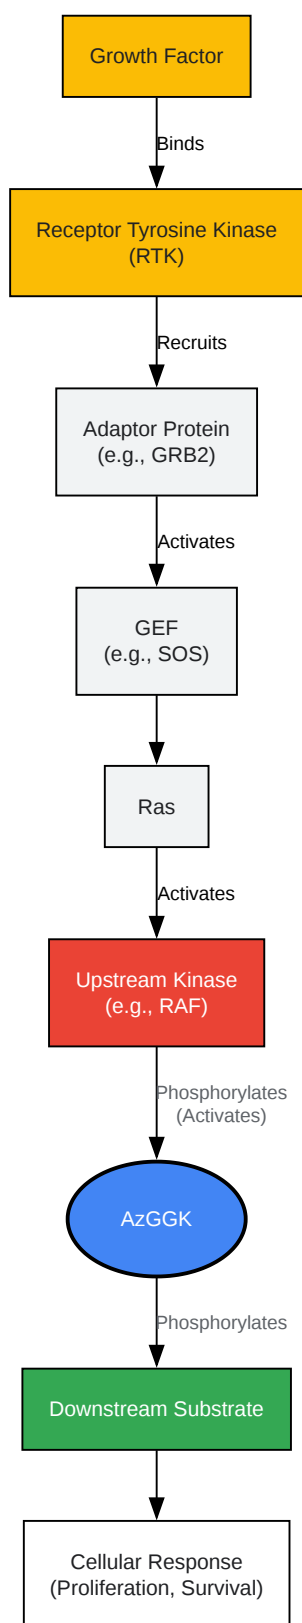 Growth Factor
Binds
Receptor Tyrosine Kinase
(RTK)
Recruits
Adaptor Protein
(e.g., GRB2)
Activates
GEF
(e.g., SOS)
Ras
Activates
Upstream Kinase
(e.g., RAF)
Phosphorylates
(Activates)
AzGGK
Phosphorylates
Downstream Substrate
Cellular Response
(Proliferation, Survival)